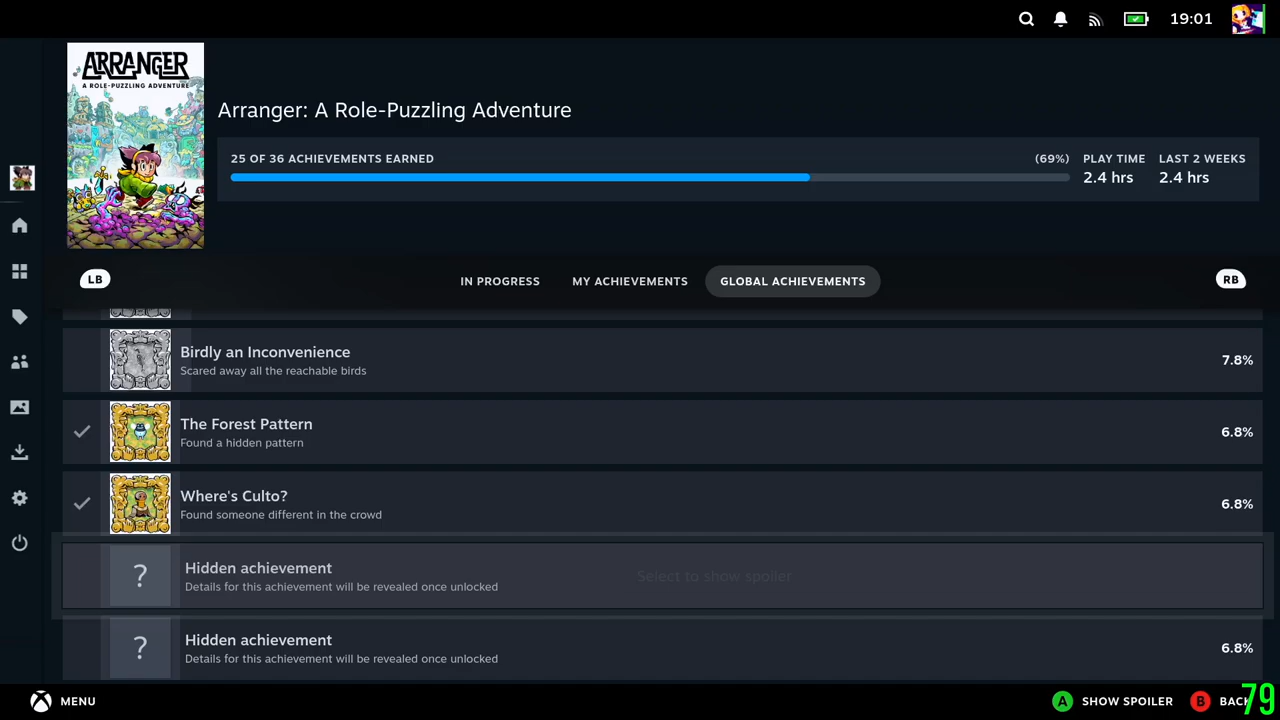 19:01
ARRANGER
A ROLE-PUZZLING ADVENTURE
Arranger: A Role-Puzzling Adventure
25 OF 36 ACHIEVEMENTS EARNED
(69%)
PLAY TIME
LAST 2 WEEKS
2.4 hrs
2.4 hrs
LB
IN PROGRESS
MY ACHIEVEMENTS
GLOBAL ACHIEVEMENTS
RB
Birdly an Inconvenience
Scared away all the reachable birds
7.8%
The Forest Pattern
Found a hidden pattern
6.8%
Where's Culto?
Found someone different in the crowd
6.8%
?
Hidden achievement
Details for this achievement will be revealed once unlocked
Select to show spoiler
?
Hidden achievement
Details for this achievement will be revealed once unlocked
6.8%
MENU
A SHOW SPOILER
B BACK
79